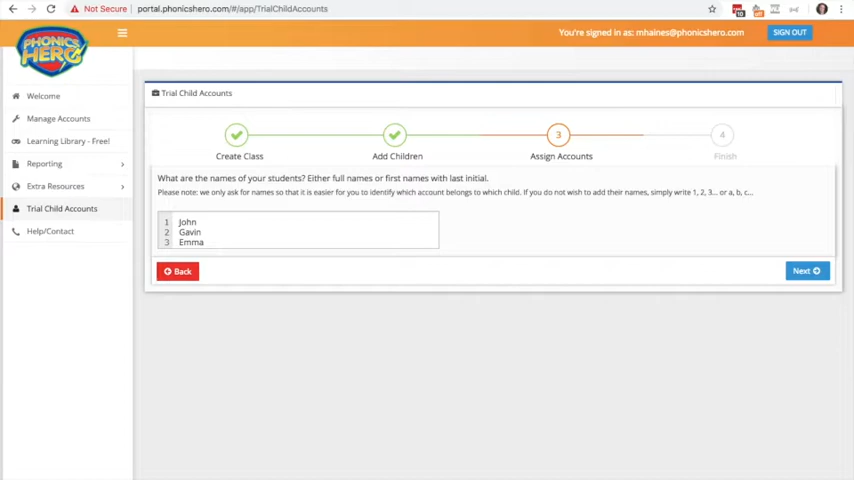 Not Secure portal.phonicshero.com/#/app/TrialChildAccounts
PHONICS
HERO
You're signed in as: mhaines@phonicshero.com SIGN OUT
Welcome
Manage Accounts
Learning Library - Free!
Reporting
Extra Resources
Trial Child Accounts
Help/Contact
Trial Child Accounts
3 4
Create Class Add Children Assign Accounts Finish
What are the names of your students? Either full names or first names with last initial.
Please note: we only ask for names so that it is easier for you to identify which account belongs to which child. If you do not wish to add their names, simply write 1, 2, 3... or a, b, c...
1 John
2 Gavin
3 Emma
Back Next